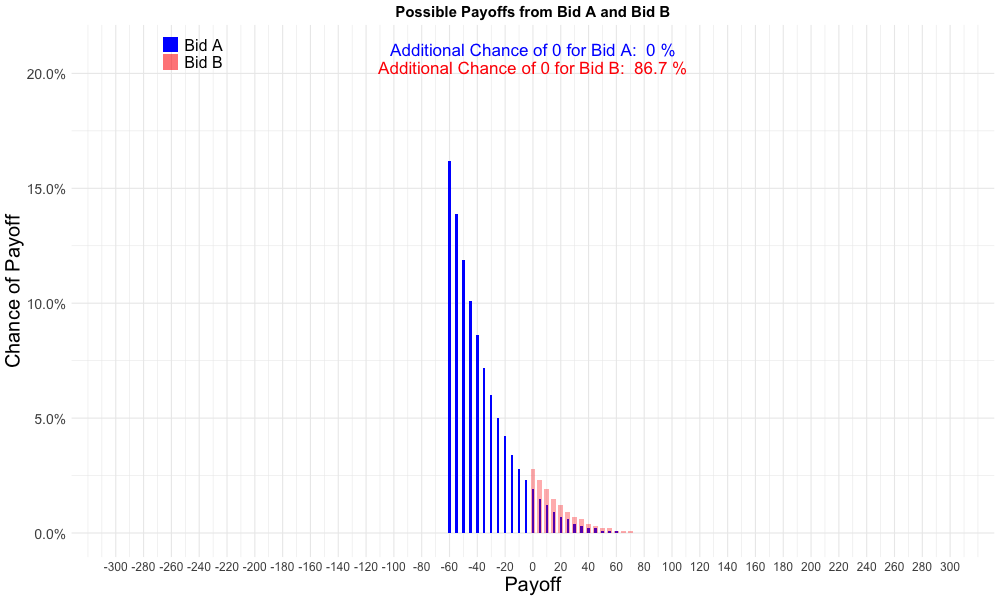 Possible Payoffs from Bid A and Bid B
Bid A
Bid B
Additional Chance of 0 for Bid A:  0 %
Additional Chance of 0 for Bid B:  86.7 %
Chance of Payoff
20.0%
15.0%
10.0%
5.0%
0.0%
-300 -280 -260 -240 -220 -200 -180 -160 -140 -120 -100 -80 -60 -40 -20 0 20 40 60 80 100 120 140 160 180 200 220 240 260 280 300
Payoff